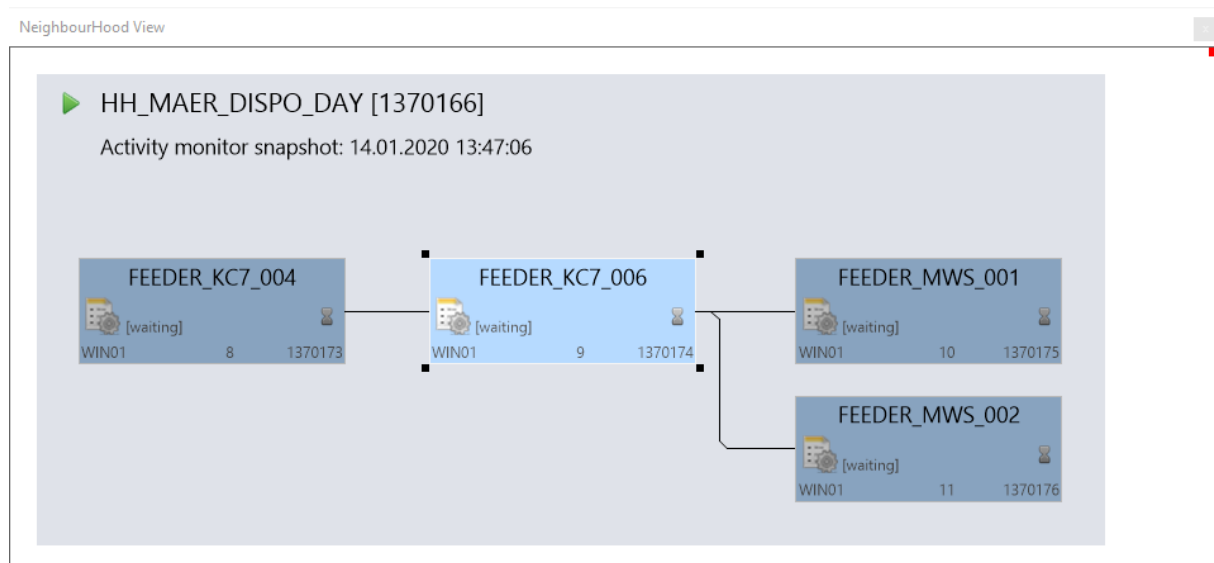 NeighbourHood View
HH_MAER_DISPO_DAY [1370166]
Activity monitor snapshot: 14.01.2020 13:47:06
FEEDER_KC7_004
[waiting]
WIN01 8 1370173
FEEDER_KC7_006
[waiting]
WIN01 9 1370174
FEEDER_MWS_001
[waiting]
WIN01 10 1370175
FEEDER_MWS_002
[waiting]
WIN01 11 1370176